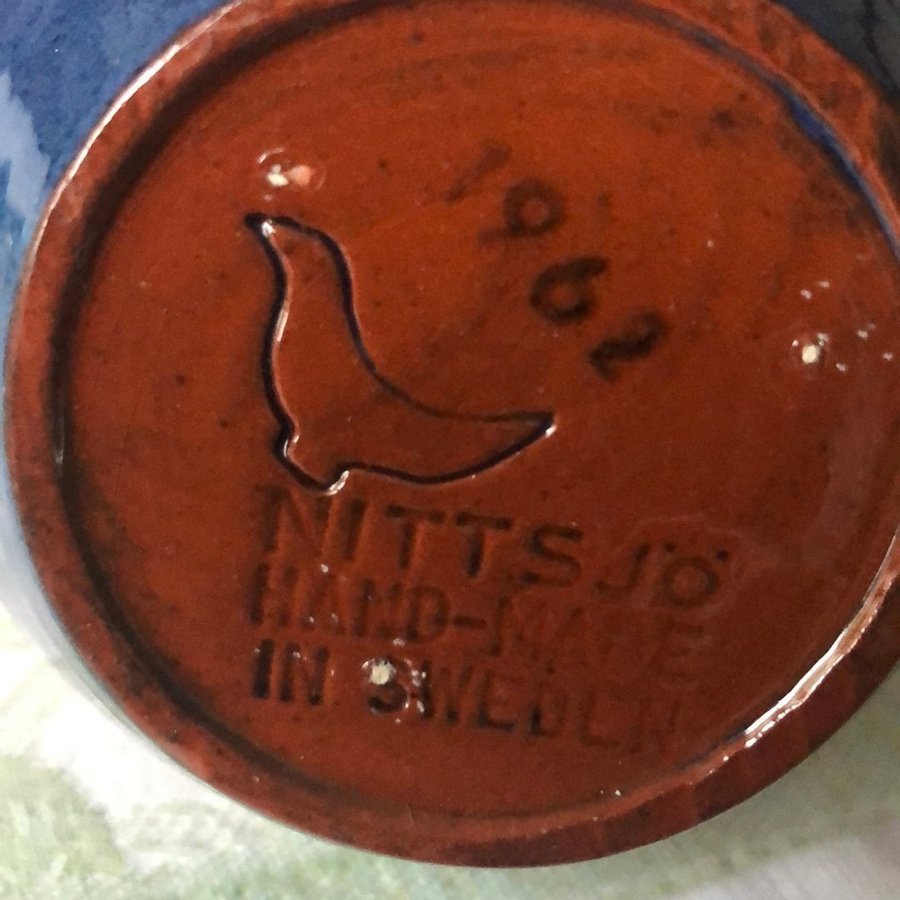 1962
NITTSJÖ
HAND-MADE
IN SWEDEN